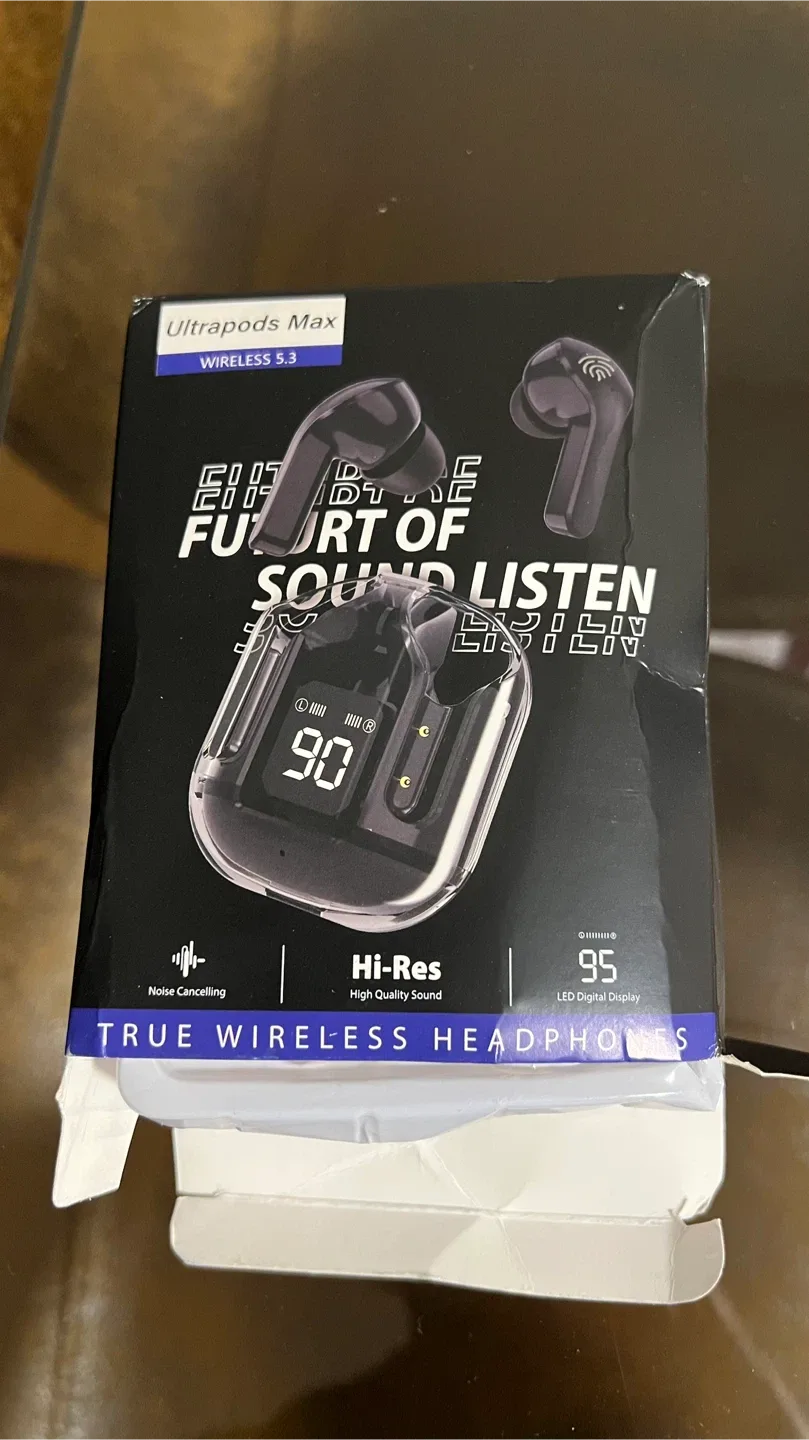 Ultrapods Max
WIRELESS 5.3
FUTURT OF
SOUND LISTEN
L R
90
Noise Cancelling
Hi-Res
High Quality Sound
95
LED Digital Display
TRUE WIRELESS HEADPHONES